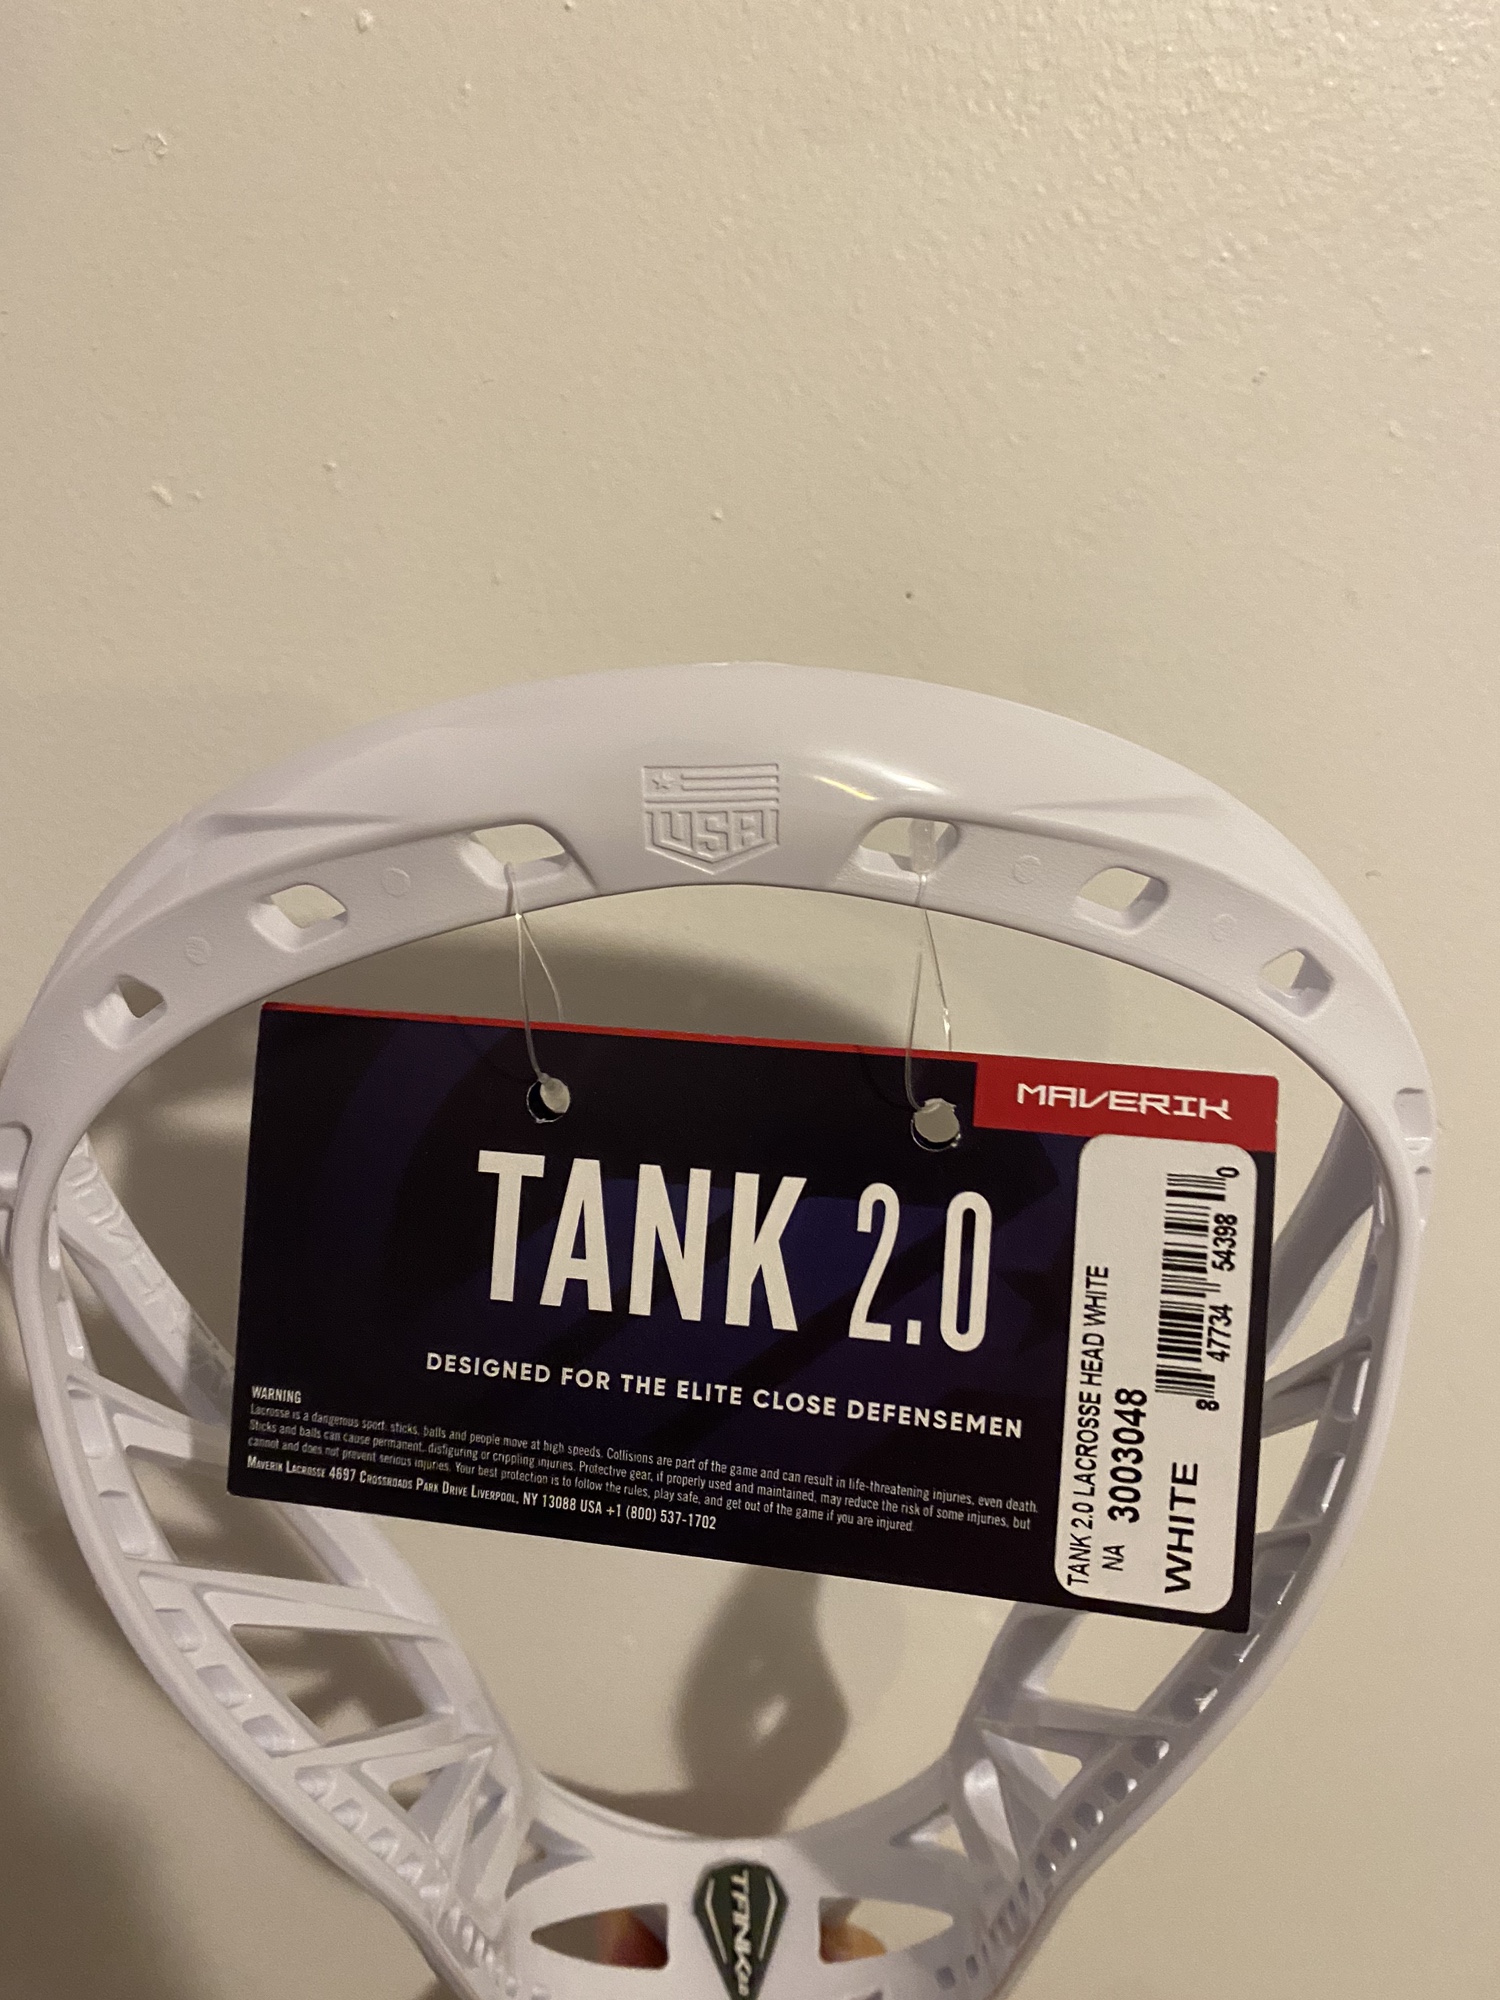 USA
MAVERIK
TANK 2.0
DESIGNED FOR THE ELITE CLOSE DEFENSEMEN
WARNING
Lacrosse is a dangerous sport: sticks, balls and people move at high speeds. Collisions are part of the game and can result in life-threatening injuries, even death.
Sticks and balls can cause permanent, disfiguring or crippling injuries. Protective gear, if properly used and maintained, may reduce the risk of some injuries, but
cannot and does not prevent serious injuries. Your best protection is to follow the rules, play safe, and get out of the game if you are injured.
MAVERIK LACROSSE 4697 CROSSROADS PARK DRIVE LIVERPOOL, NY 13088 USA +1 (800) 537-1702
TANK 2.0 LACROSSE HEAD WHITE
NA 3003048
WHITE
8 47734 54398 0
TANK 2.0